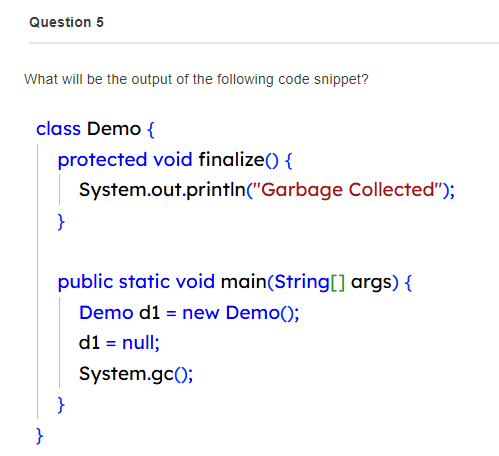 Question 5
What will be the output of the following code snippet?
class Demo {
protected void finalize() {
System.out.println("Garbage Collected");
}
public static void main(String[] args) {
Demo d1 = new Demo();
d1 = null;
System.gc();
}
}